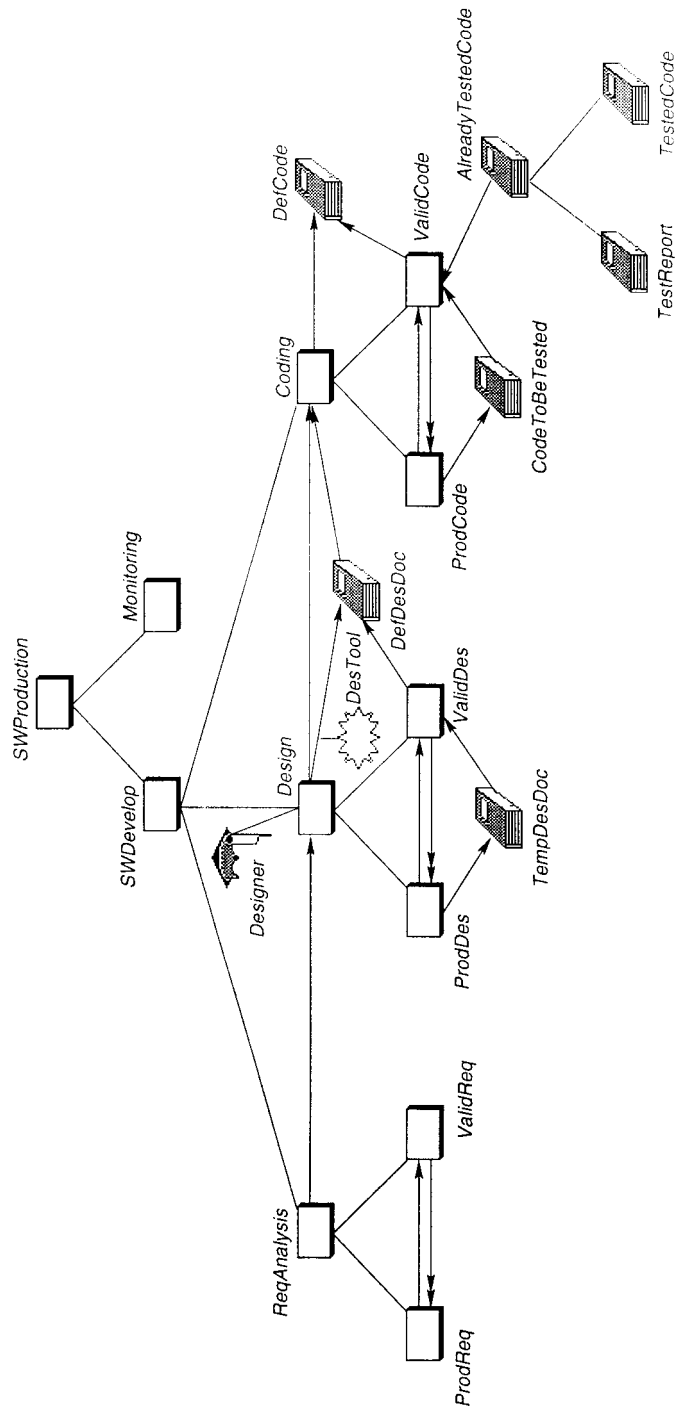 SWProduction
SWDevelop
Monitoring
ReqAnalysis
Designer
Design
DesTool
Coding
DefCode
ProdReq
ValidReq
ProdDes
ValidDes
DefDesDoc
ProdCode
ValidCode
TempDesDoc
CodeToBeTested
AlreadyTestedCode
TestReport
TestedCode